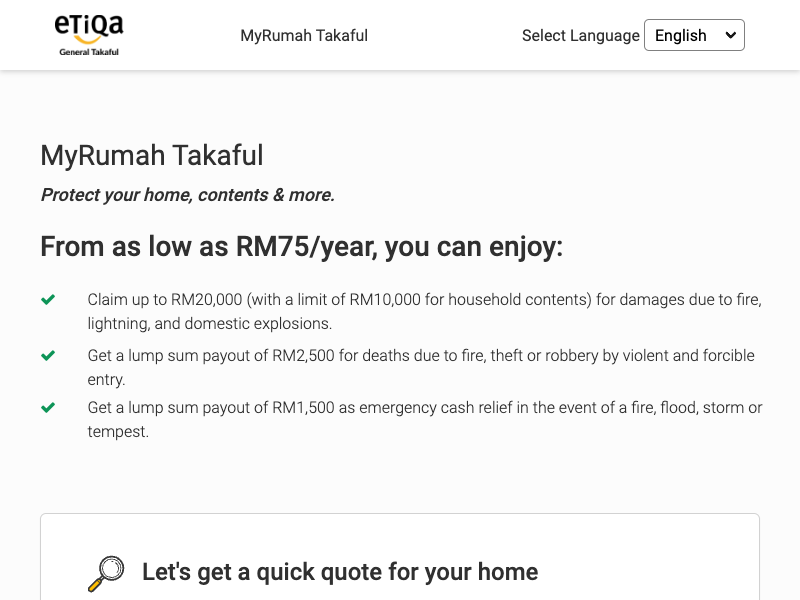 eTiQa
General Takaful
MyRumah Takaful
Select Language English
MyRumah Takaful
Protect your home, contents & more.
From as low as RM75/year, you can enjoy:
Claim up to RM20,000 (with a limit of RM10,000 for household contents) for damages due to fire,
lightning, and domestic explosions.
Get a lump sum payout of RM2,500 for deaths due to fire, theft or robbery by violent and forcible
entry.
Get a lump sum payout of RM1,500 as emergency cash relief in the event of a fire, flood, storm or
tempest.
Let's get a quick quote for your home